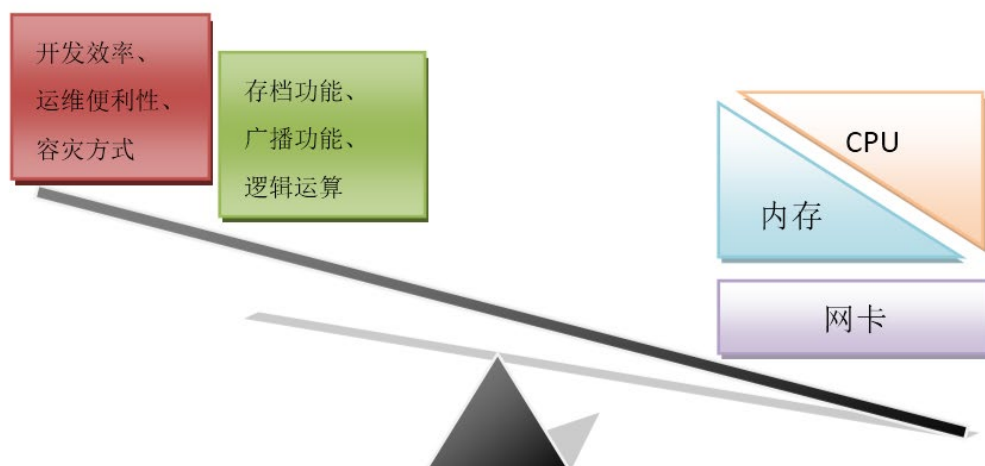 开发效率、
运维便利性、
容灾方式
存档功能、
广播功能、
逻辑运算
CPU
内存
网卡